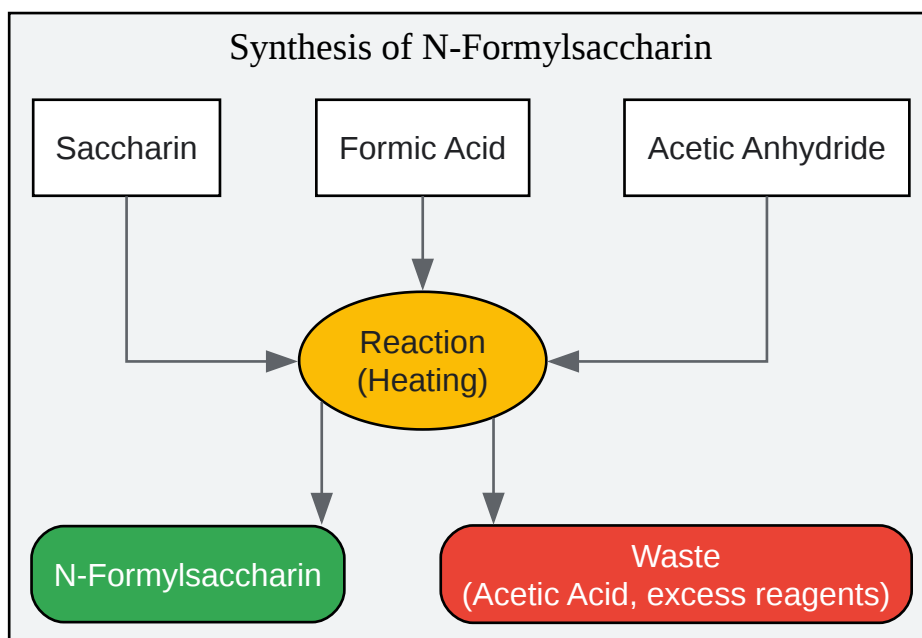 Synthesis of N-Formylsaccharin
Saccharin
Formic Acid
Acetic Anhydride
Reaction
(Heating)
N-Formylsaccharin
Waste
(Acetic Acid, excess reagents)